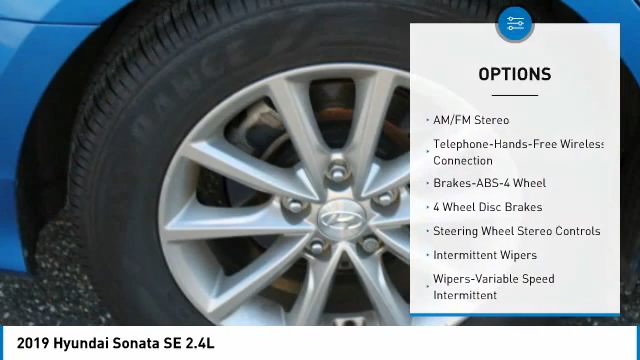 OPTIONS
AM/FM Stereo
Telephone-Hands-Free Wireless
Connection
Brakes-ABS-4 Wheel
4 Wheel Disc Brakes
Steering Wheel Stereo Controls
Intermittent Wipers
Wipers-Variable Speed
Intermittent
2019 Hyundai Sonata SE 2.4L